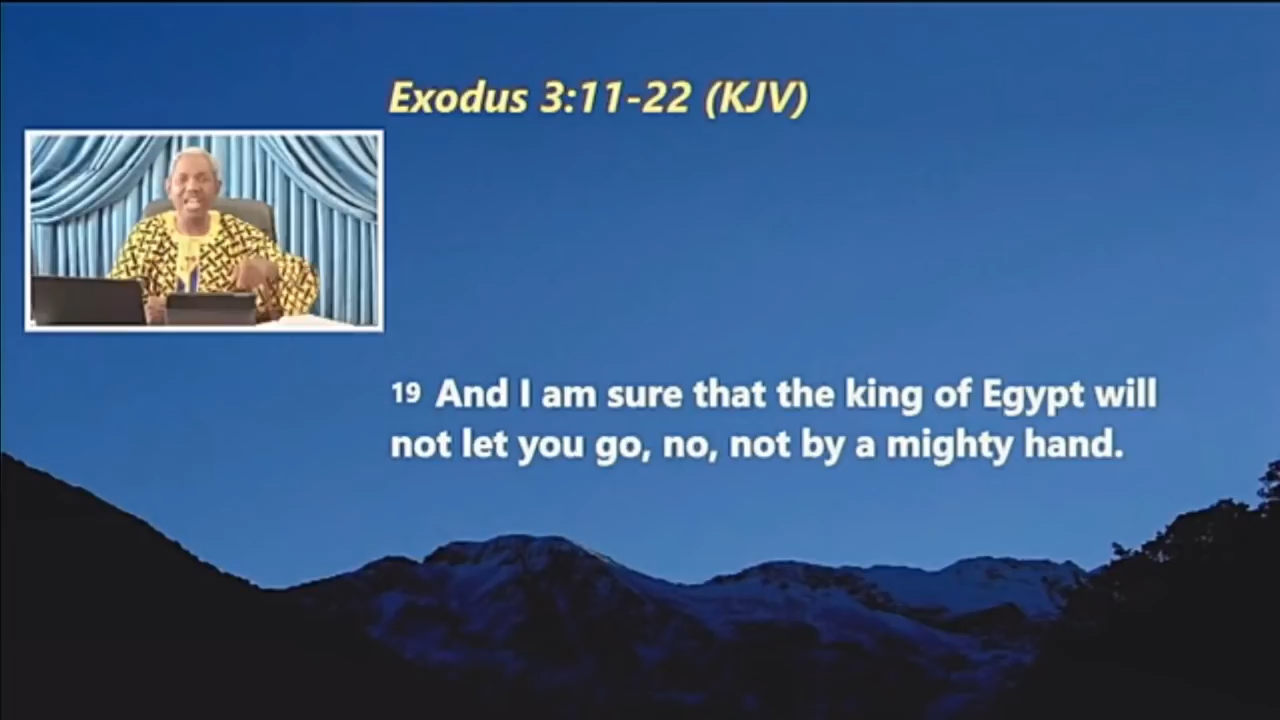 Exodus 3:11-22 (KJV)
19 And I am sure that the king of Egypt will
not let you go, no, not by a mighty hand.